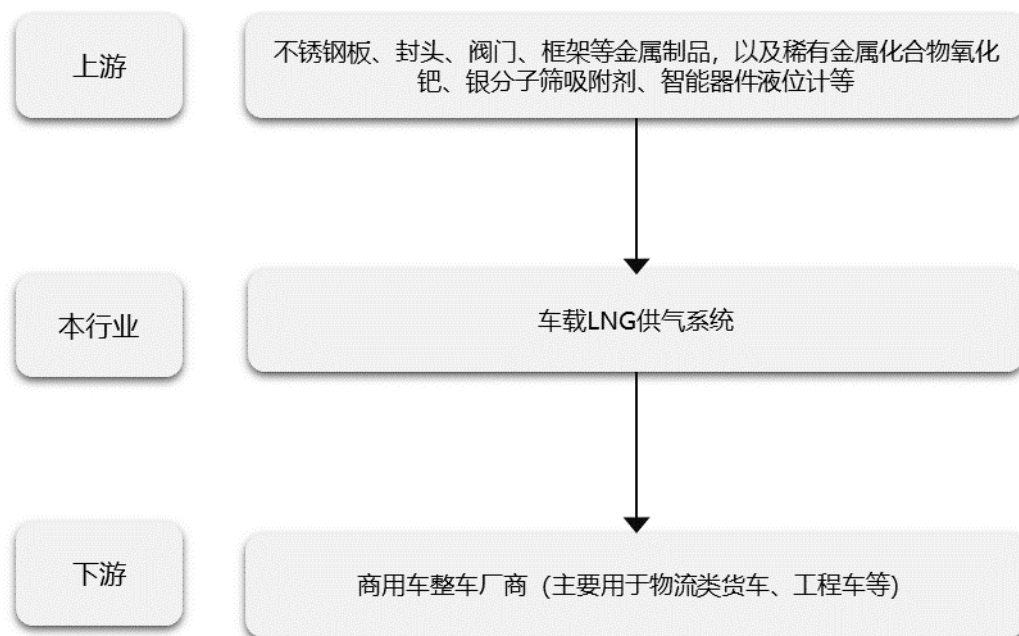 上游
不锈钢板、封头、阀门、框架等金属制品，以及稀有金属化合物氧化
钯、银分子筛吸附剂、智能器件液位计等
本行业
车载LNG供气系统
下游
商用车整车厂商（主要用于物流类货车、工程车等）